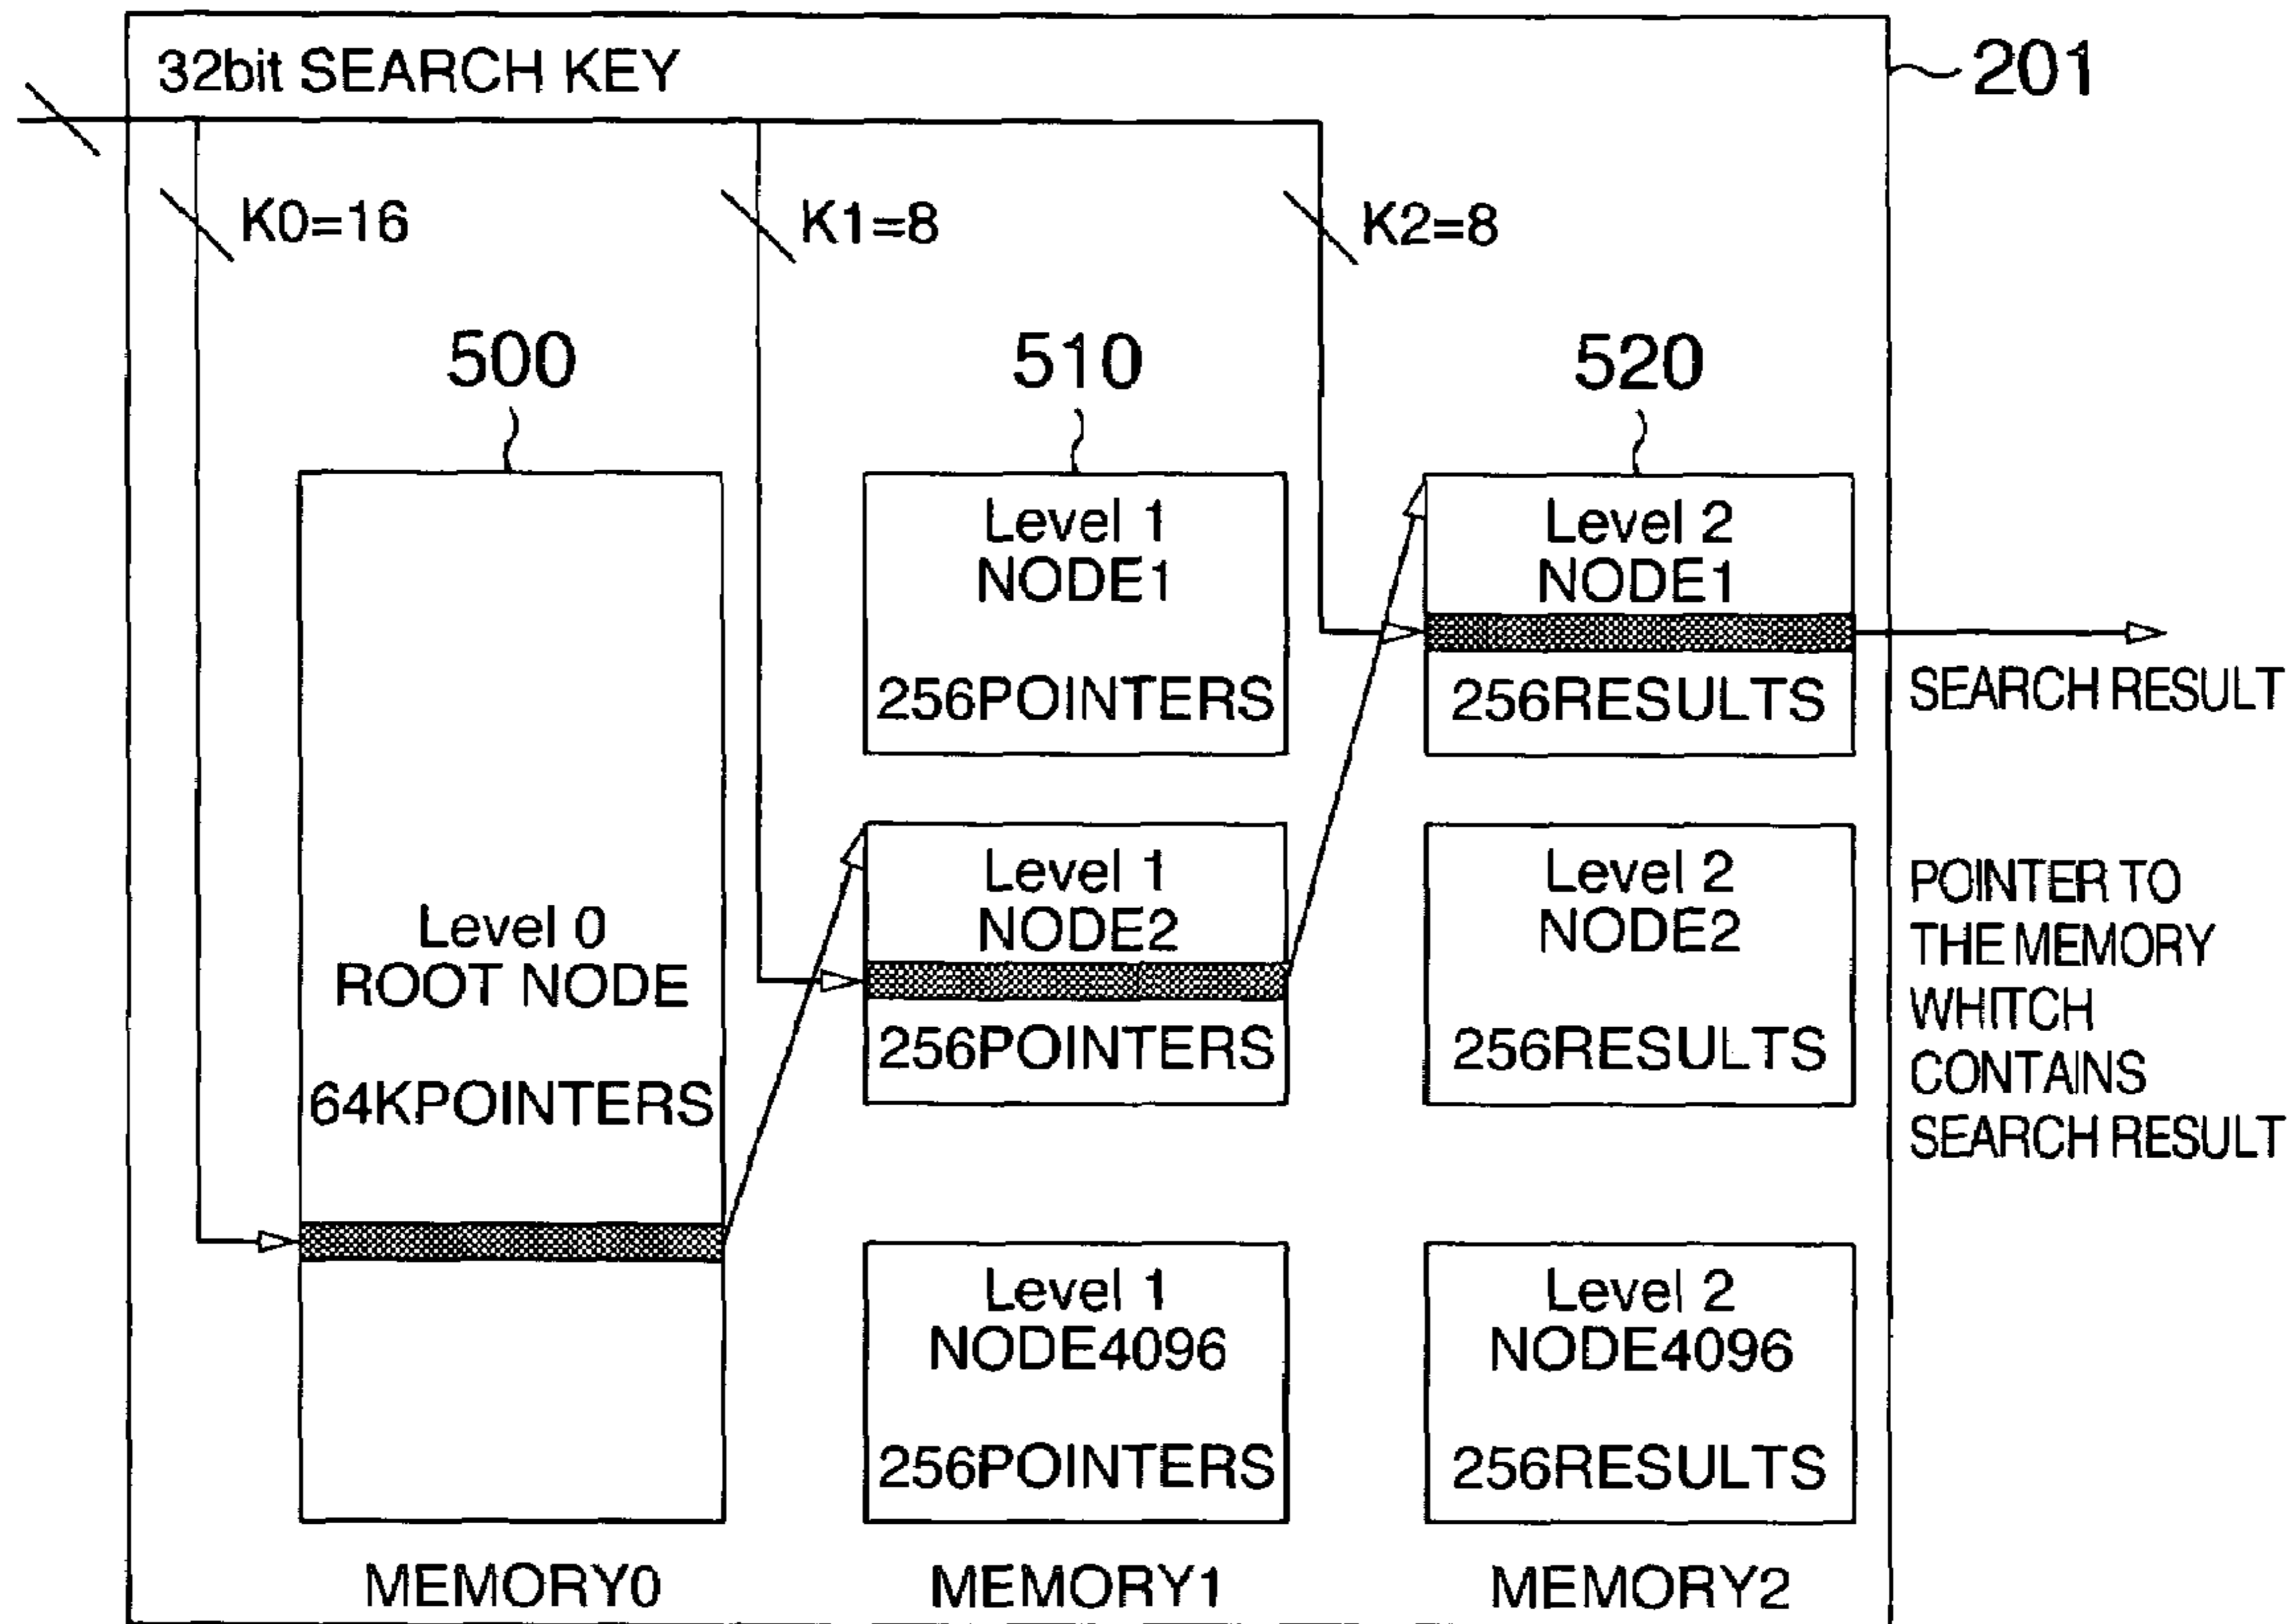 32bit SEARCH KEY
201
K0=16
K1=8
K2=8
500
510
520
Level 0
ROOT NODE
64KPOINTERS
MEMORY0
Level 1
NODE1
256POINTERS
Level 1
NODE2
256POINTERS
Level 1
NODE4096
256POINTERS
MEMORY1
Level 2
NODE1
256RESULTS
Level 2
NODE2
256RESULTS
Level 2
NODE4096
256RESULTS
MEMORY2
SEARCH RESULT
POINTER TO
THE MEMORY
WHITCH
CONTAINS
SEARCH RESULT